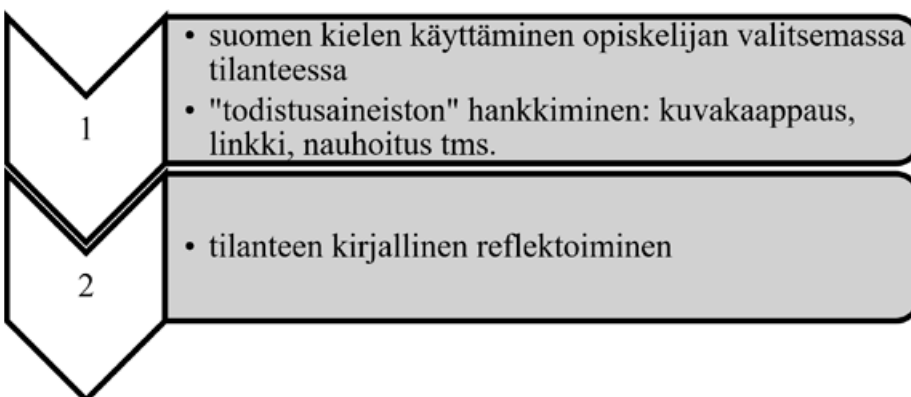 1
• suomen kielen käyttäminen opiskelijan valitsemassa
tilanteessa
• "todistusaineiston" hankkiminen: kuvakaappaus,
linkki, nauhoitus tms.
2
• tilanteen kirjallinen reflektoiminen